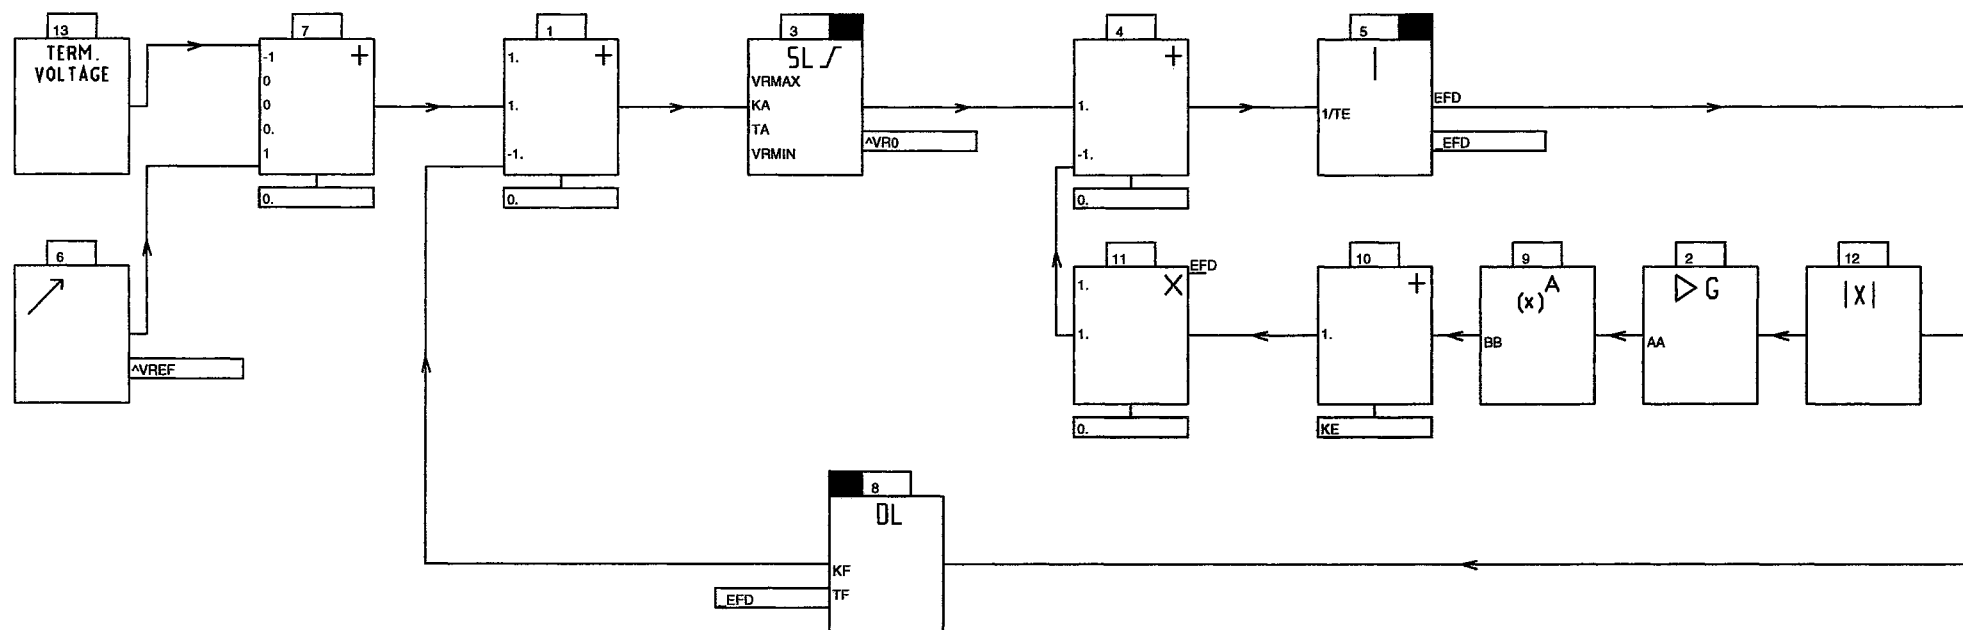 13
TERM.
VOLTAGE
7
+
-1
0
0
0.
1
0.
1
+
1.
1.
-1.
0.
3
SL
VRMAX
KA
TA
VRMIN
^VR0
4
+
1.
-1.
0.
5
1/TE
EFD
_EFD
6
^VREF
11
X
EFD
1.
1.
0.
10
+
1.
KE
9
(x)^A
BB
2
G
AA
12
|X|
8
DL
KF
TF
_EFD